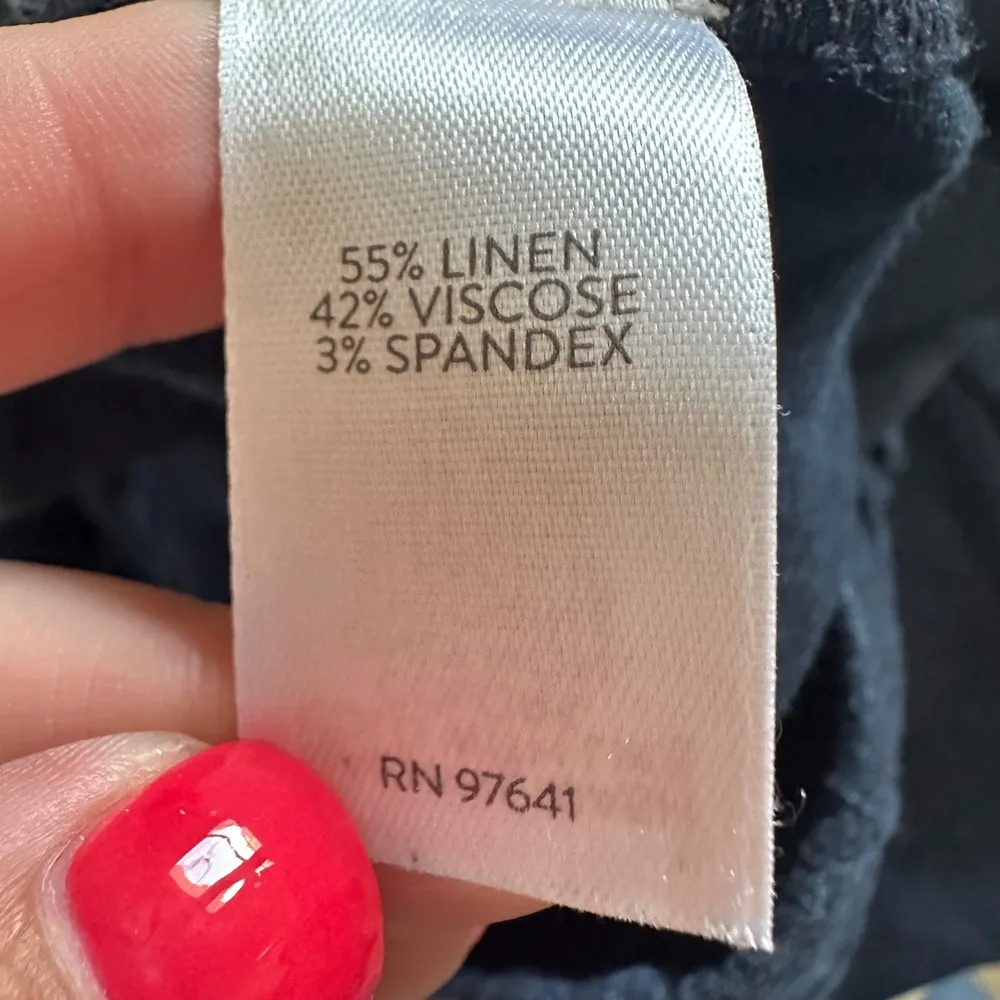 55% LINEN
42% VISCOSE
3% SPANDEX
RN 97641